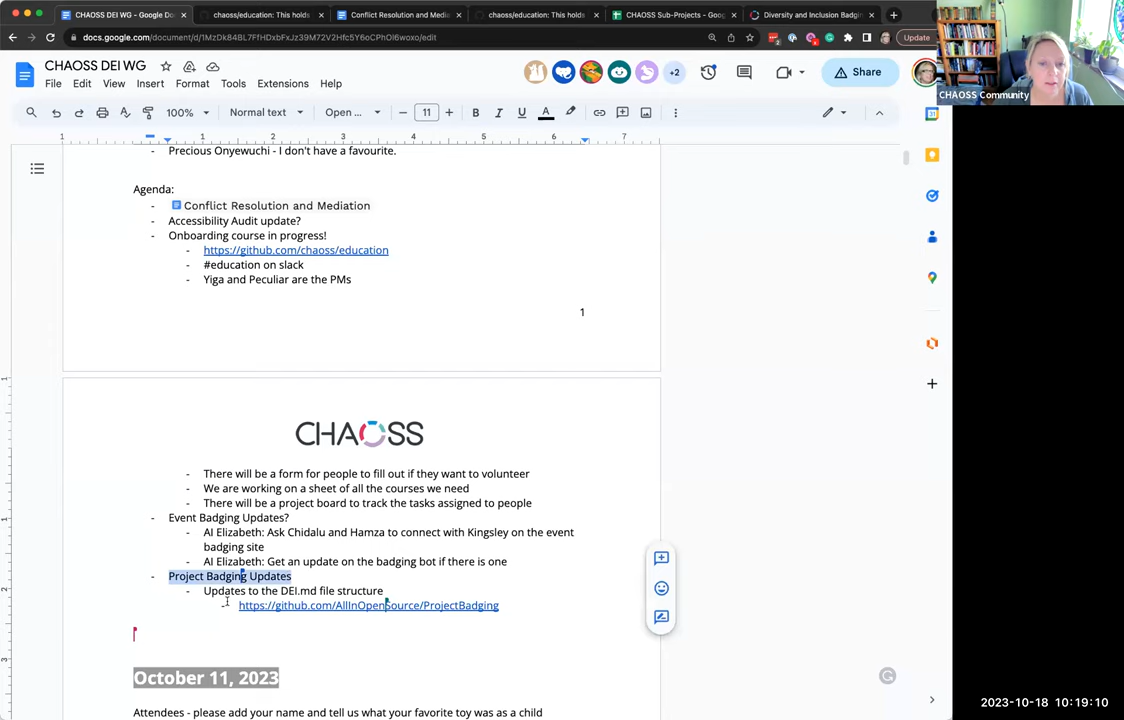 CHAOSS DEI WG - Google Do
chaoss/education: This holds
Conflict Resolution and Media
chaoss/education: This holds
CHAOSS Sub-Projects - Goog
Diversity and Inclusion Badgin
docs.google.com/document/d/1MzDk84BL7FfHDxbFxJz39M72V2Hfc5Y6oCPhOl6woxo/edit
Update
CHAOSS DEI WG
File Edit View Insert Format Tools Extensions Help
+2
Share
CHAOSS Community
100%
Normal text
Open ...
11
- Precious Onyewuchi - I don't have a favourite.
Agenda:
- Conflict Resolution and Mediation
- Accessibility Audit update?
- Onboarding course in progress!
- https://github.com/chaoss/education
- #education on slack
- Yiga and Peculiar are the PMs
1
CHAOSS
- There will be a form for people to fill out if they want to volunteer
- We are working on a sheet of all the courses we need
- There will be a project board to track the tasks assigned to people
- Event Badging Updates?
- AI Elizabeth: Ask Chidalu and Hamza to connect with Kingsley on the event
badging site
- AI Elizabeth: Get an update on the badging bot if there is one
- Project Badging Updates
- Updates to the DEI.md file structure
- https://github.com/AllInOpenSource/ProjectBadging
October 11, 2023
Attendees - please add your name and tell us what your favorite toy was as a child
2023-10-18 10:19:10